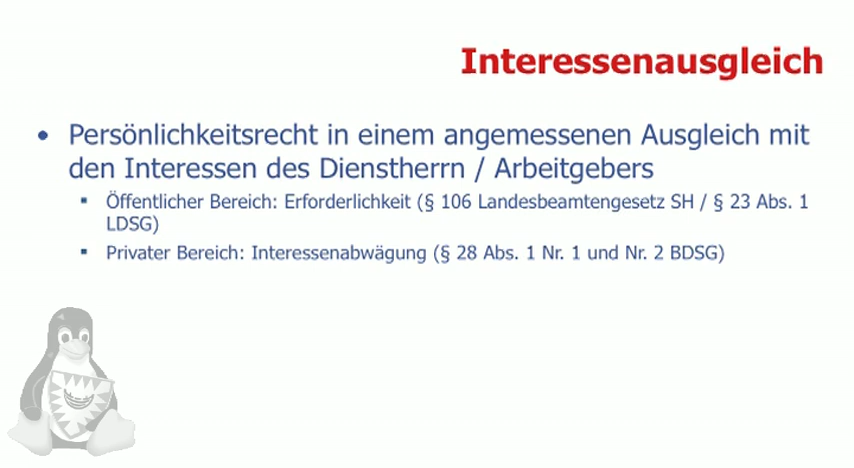 Interessenausgleich
• Persönlichkeitsrecht in einem angemessenen Ausgleich mit
den Interessen des Dienstherrn / Arbeitgebers
▪ Öffentlicher Bereich: Erforderlichkeit (§ 106 Landesbeamtengesetz SH / § 23 Abs. 1
LDSG)
▪ Privater Bereich: Interessenabwägung (§ 28 Abs. 1 Nr. 1 und Nr. 2 BDSG)